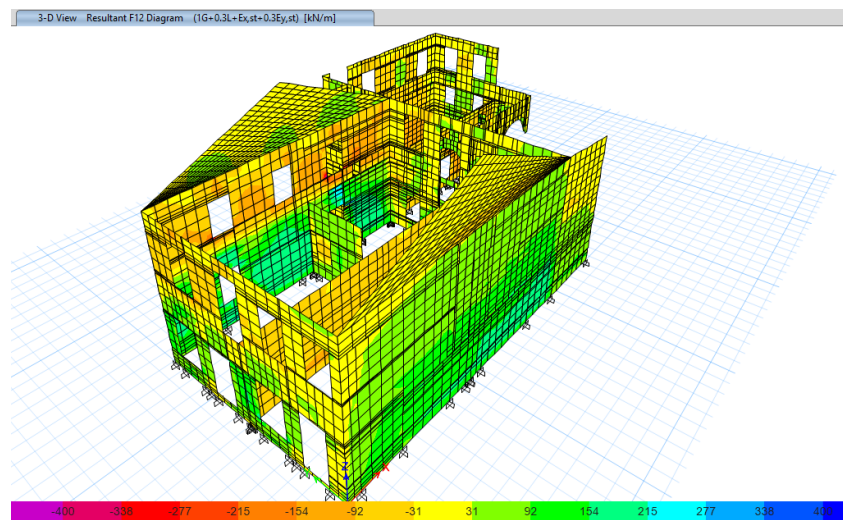 3-D View   Resultant F12 Diagram   (1G+0.3L+Ex,st+0.3Ey,st)  [kN/m]
Z
X
-400 -338 -277 -215 -154 -92 -31 31 92 154 215 277 338